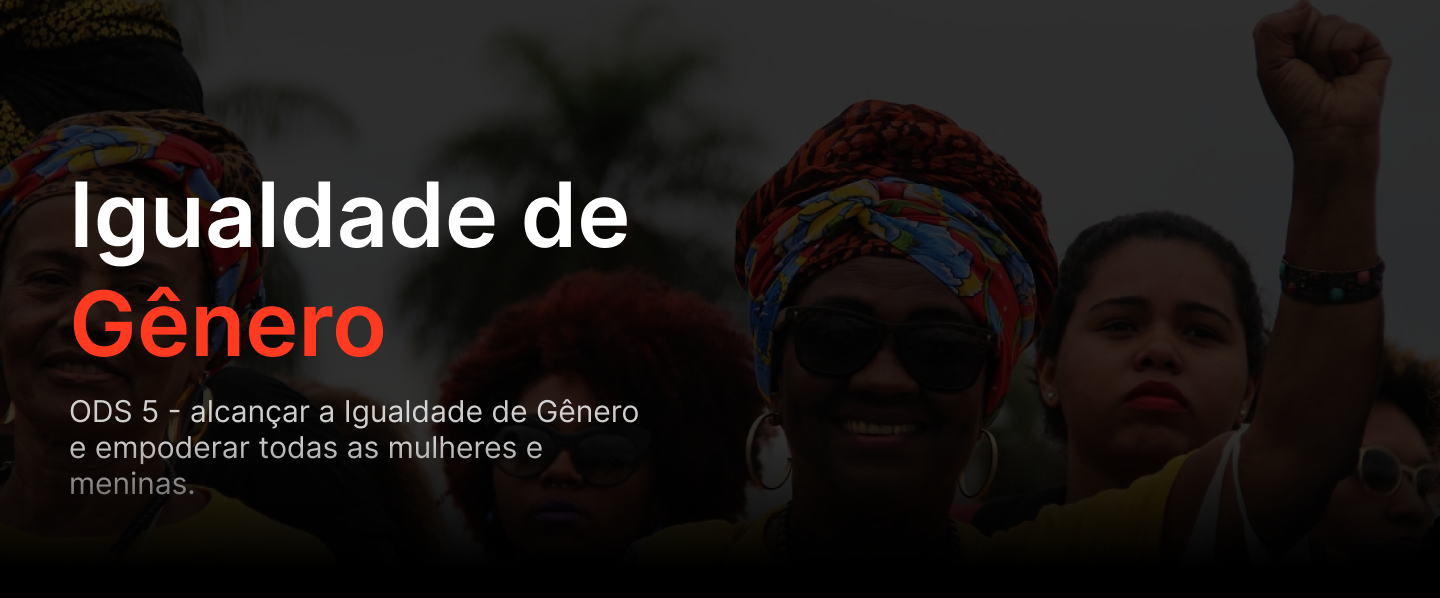 Igualdade de
Gênero
ODS 5 - alcançar a Igualdade de Gênero
e empoderar todas as mulheres e
meninas.